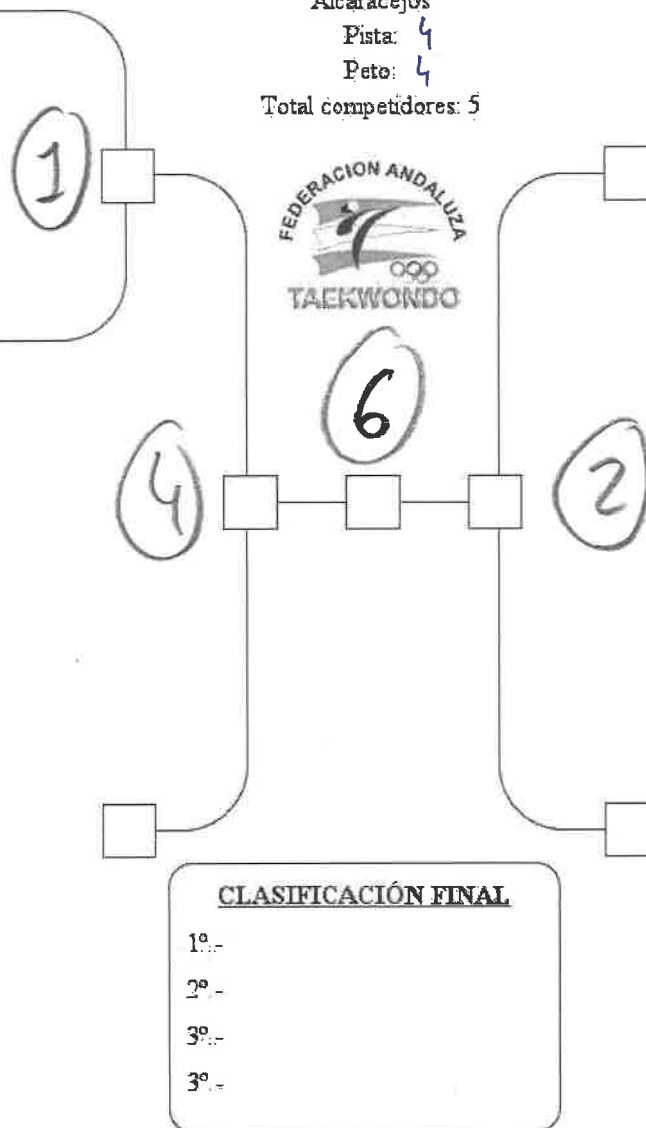 Alcaracejos
Pista: 4
Peto: 4
Total competidores: 5
1
FEDERACION ANDALUZA
TAEKWONDO
6
4
2
CLASIFICACIÓN FINAL
1º.-
2º.-
3º.-
3º.-